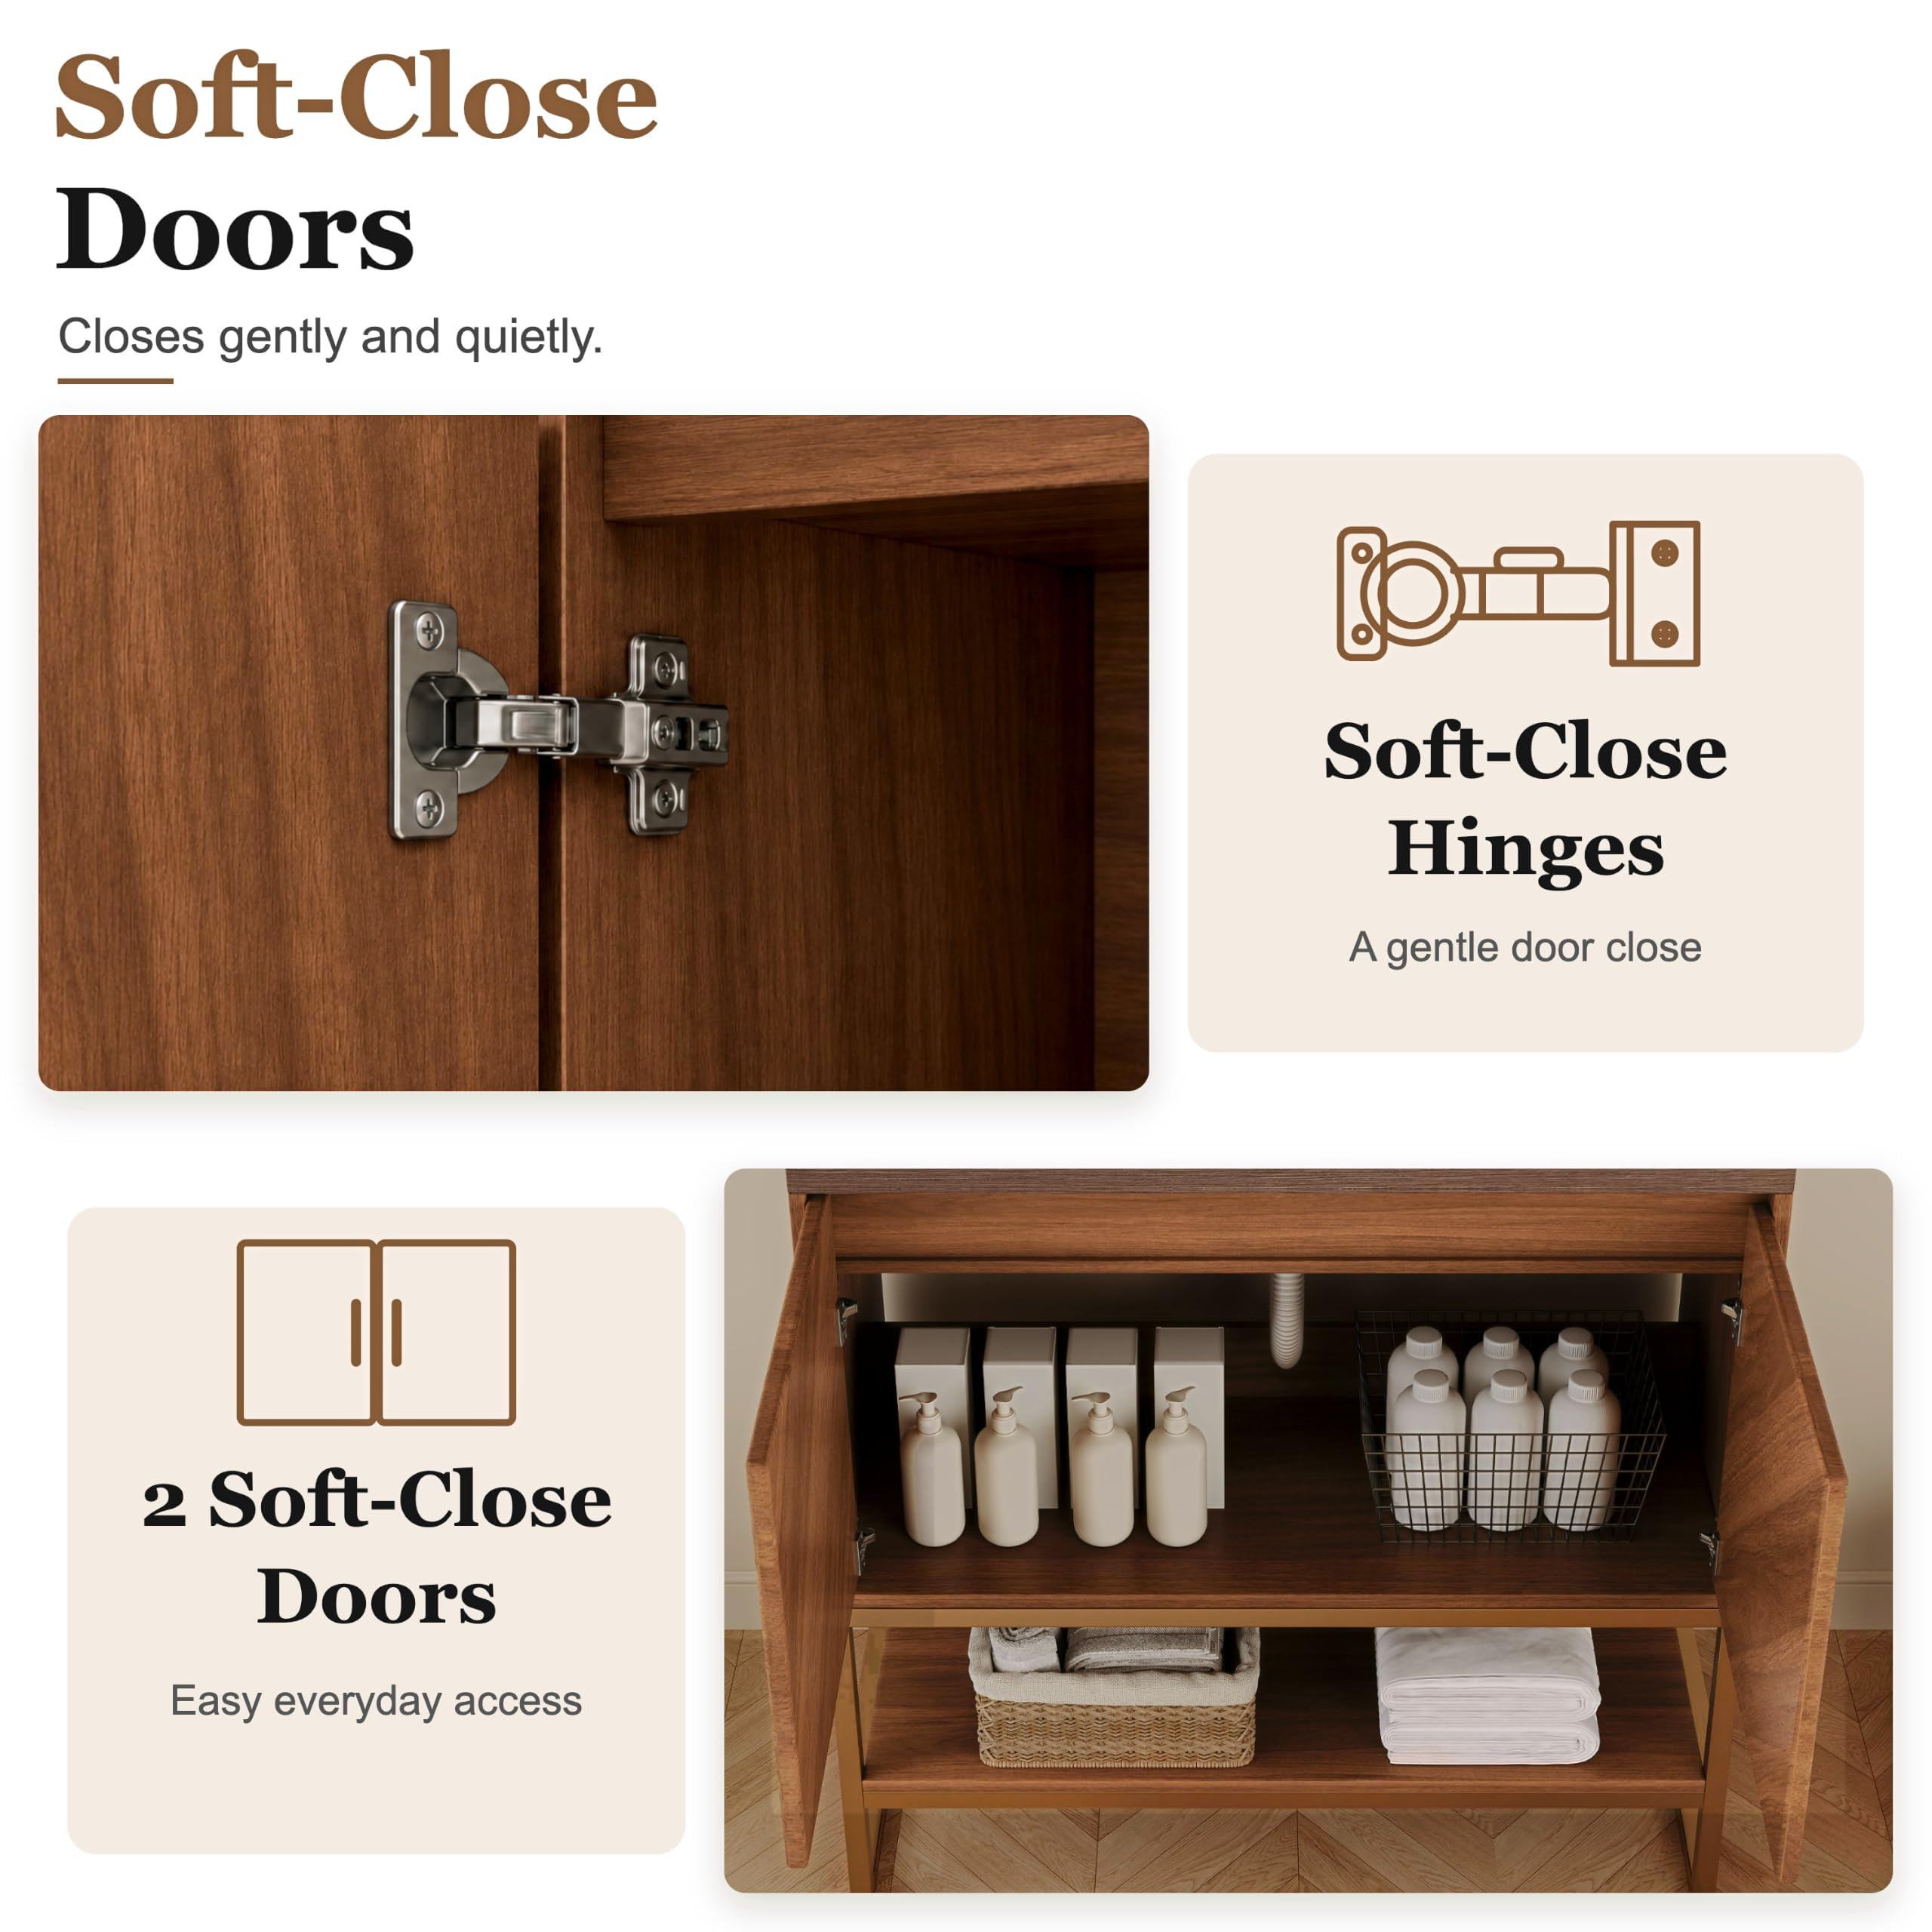 Soft-Close
Doors
Closes gently and quietly.
Soft-Close
Hinges
A gentle door close
2 Soft-Close
Doors
Easy everyday access